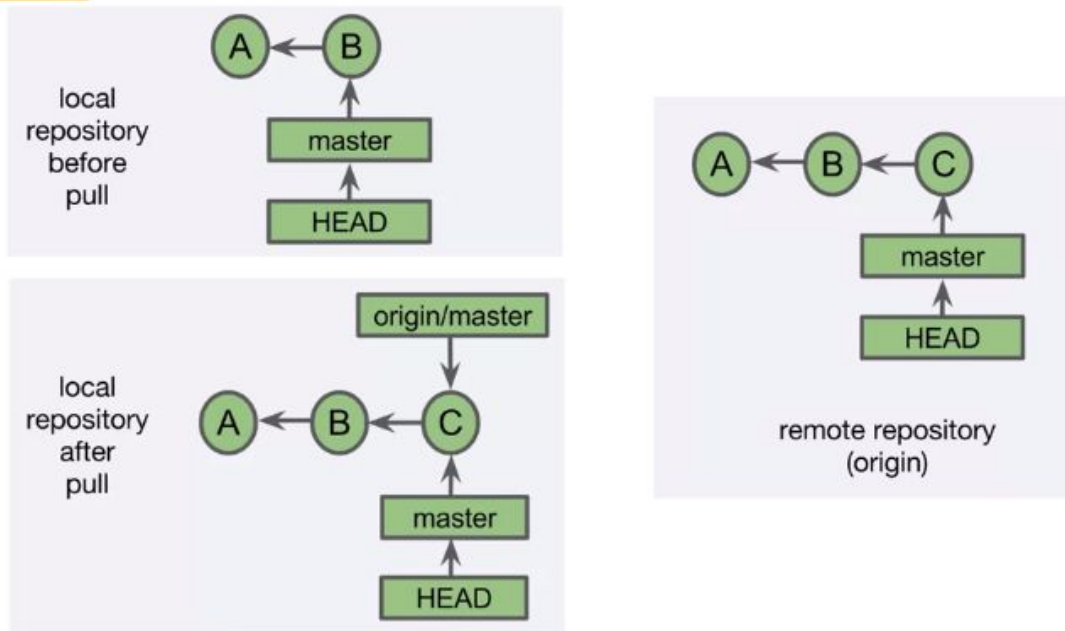 A
B
local
repository
before
pull
master
HEAD
origin/master
local
repository
after
pull
A
B
C
master
HEAD
A
B
C
master
HEAD
remote repository
(origin)